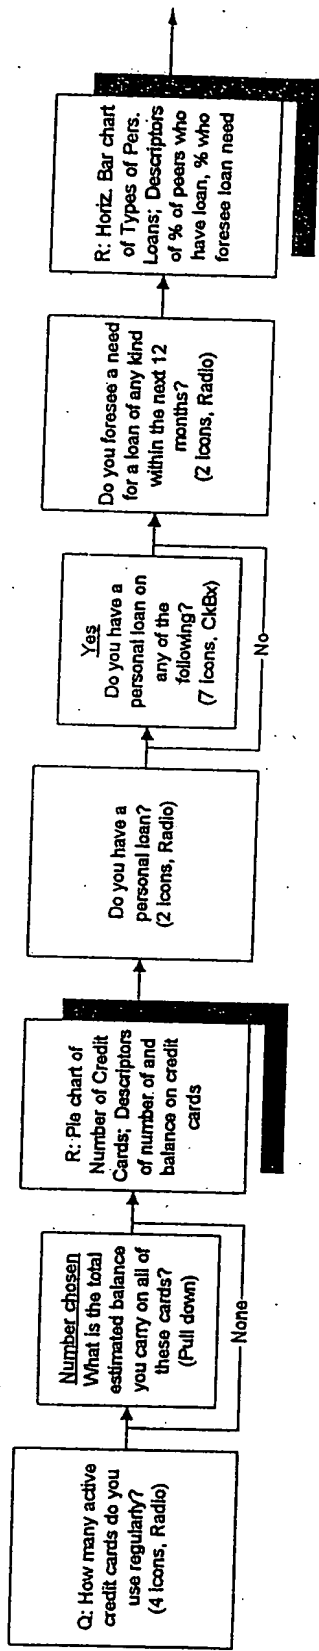 Q: How many active
credit cards do you
use regularly?
(4 icons, Radio)
Number chosen
What is the total
estimated balance
you carry on all of
these cards?
(Pull down)
None
R: Pie chart of
Number of Credit
Cards; Descriptors
of number of and
balance on credit
cards
Do you have a
personal loan?
(2 icons, Radio)
Yes
Do you have a
personal loan on
any of the
following?
(7 icons, CkBx)
No
Do you foresee a need
for a loan of any kind
within the next 12
months?
(2 icons, Radio)
R: Horiz. Bar chart
of Types of Pers.
Loans; Descriptors
of % of peers who
have loan, % who
foresee loan need